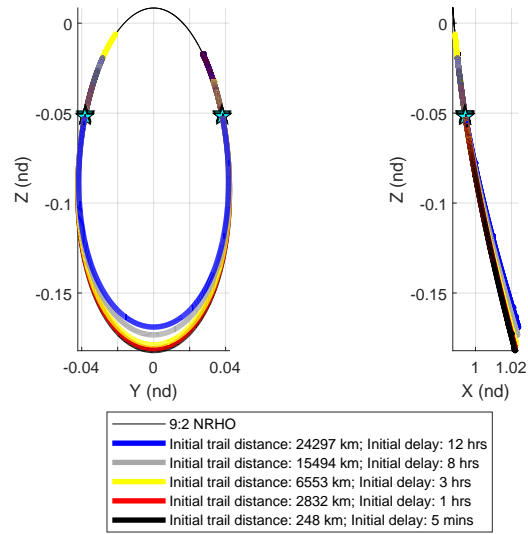 0
-0.05
-0.1
-0.15
Z (nd)
-0.04
0
0.04
Y (nd)
0
-0.05
-0.1
-0.15
Z (nd)
1
1.02
X (nd)
9:2 NRHO
Initial trail distance: 24297 km; Initial delay: 12 hrs
Initial trail distance: 15494 km; Initial delay: 8 hrs
Initial trail distance: 6553 km; Initial delay: 3 hrs
Initial trail distance: 2832 km; Initial delay: 1 hrs
Initial trail distance: 248 km; Initial delay: 5 mins